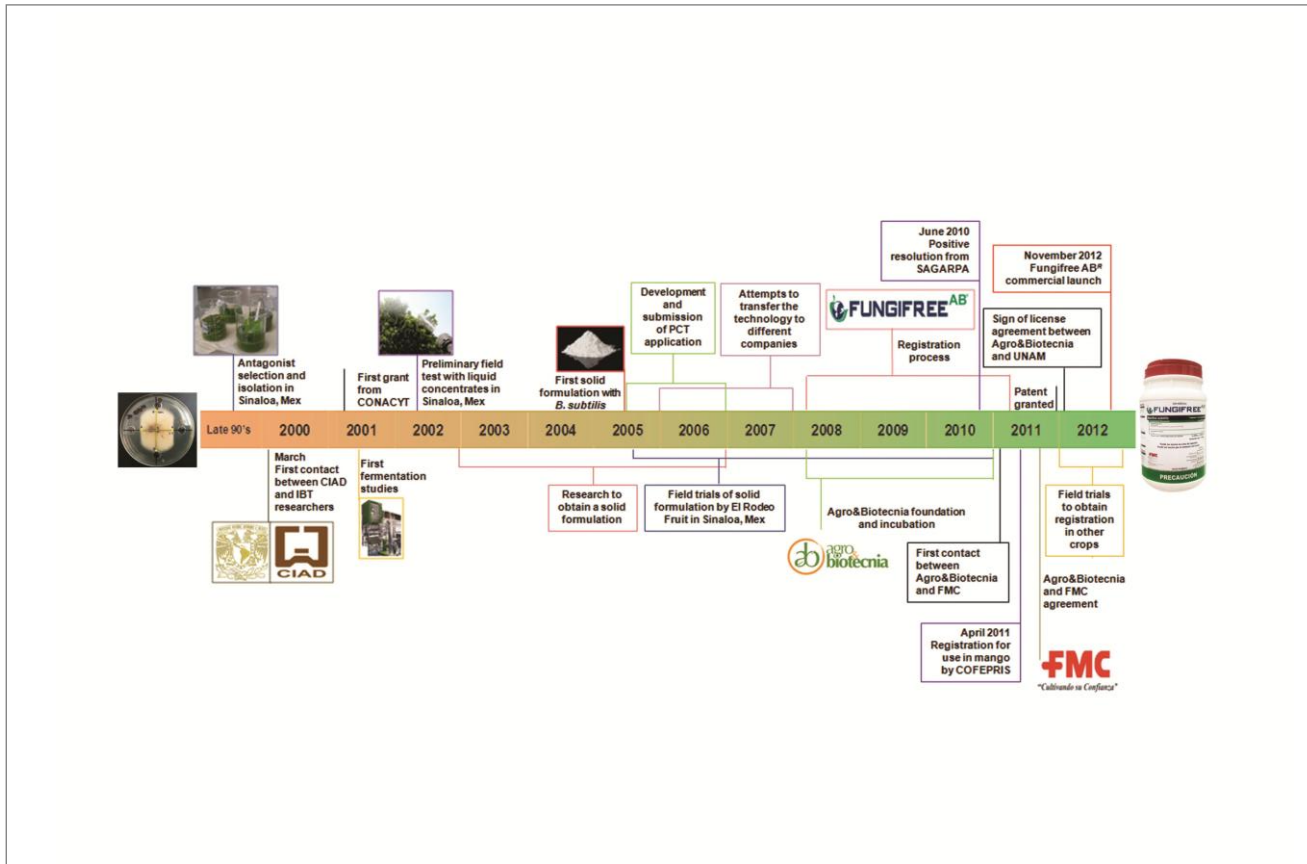 June 2010
Positive
resolution from
SAGARPA
November 2012
Fungifree AB®
commercial launch
Development
and
submission
of PCT
application
Attempts to
transfer the
technology to
different
companies
FUNGIFREE AB®
Registration
process
Sign of license
agreement between
Agro&Biotecnia
and UNAM
Antagonist
selection and
isolation in
Sinaloa, Mex
First grant
from
CONACYT
Preliminary field
test with liquid
concentrates in
Sinaloa, Mex
First solid
formulation with
B. subtilis
Patent
granted
Late 90's
2000
2001
2002
2003
2004
2005
2006
2007
2008
2009
2010
2011
2012
FUNGIFREE AB
FMC
PRECAUCIÓN
March
First contact
between CIAD
and IBT
researchers
CIAD
First
fermentation
studies
Research to
obtain a solid
formulation
Field trials of solid
formulation by El Rodeo
Fruit in Sinaloa, Mex
Agro&Biotecnia foundation
and incubation
ab agro&
biotecnia
First contact
between
Agro&Biotecnia
and FMC
April 2011
Registration for
use in mango
by COFEPRIS
Agro&Biotecnia
and FMC
agreement
FMC
"Cultivando su Confianza"
Field trials
to obtain
registration
in other
crops